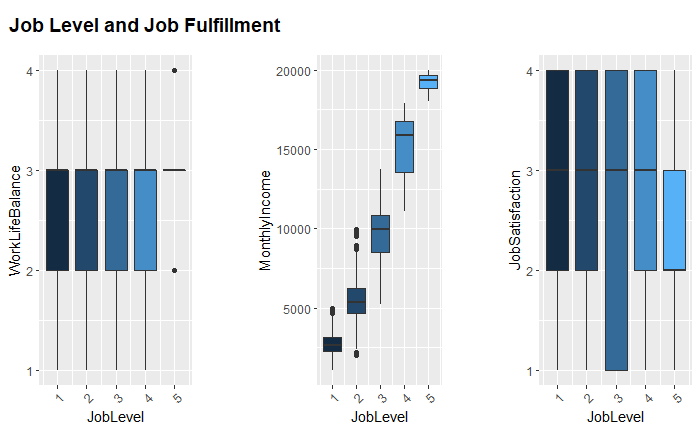 Job Level and Job Fulfillment
WorkLifeBalance
4
3
2
1
1 2 3 4 5
JobLevel
MonthlyIncome
20000
15000
10000
5000
1 2 3 4 5
JobLevel
JobSatisfaction
4
3
2
1
1 2 3 4 5
JobLevel